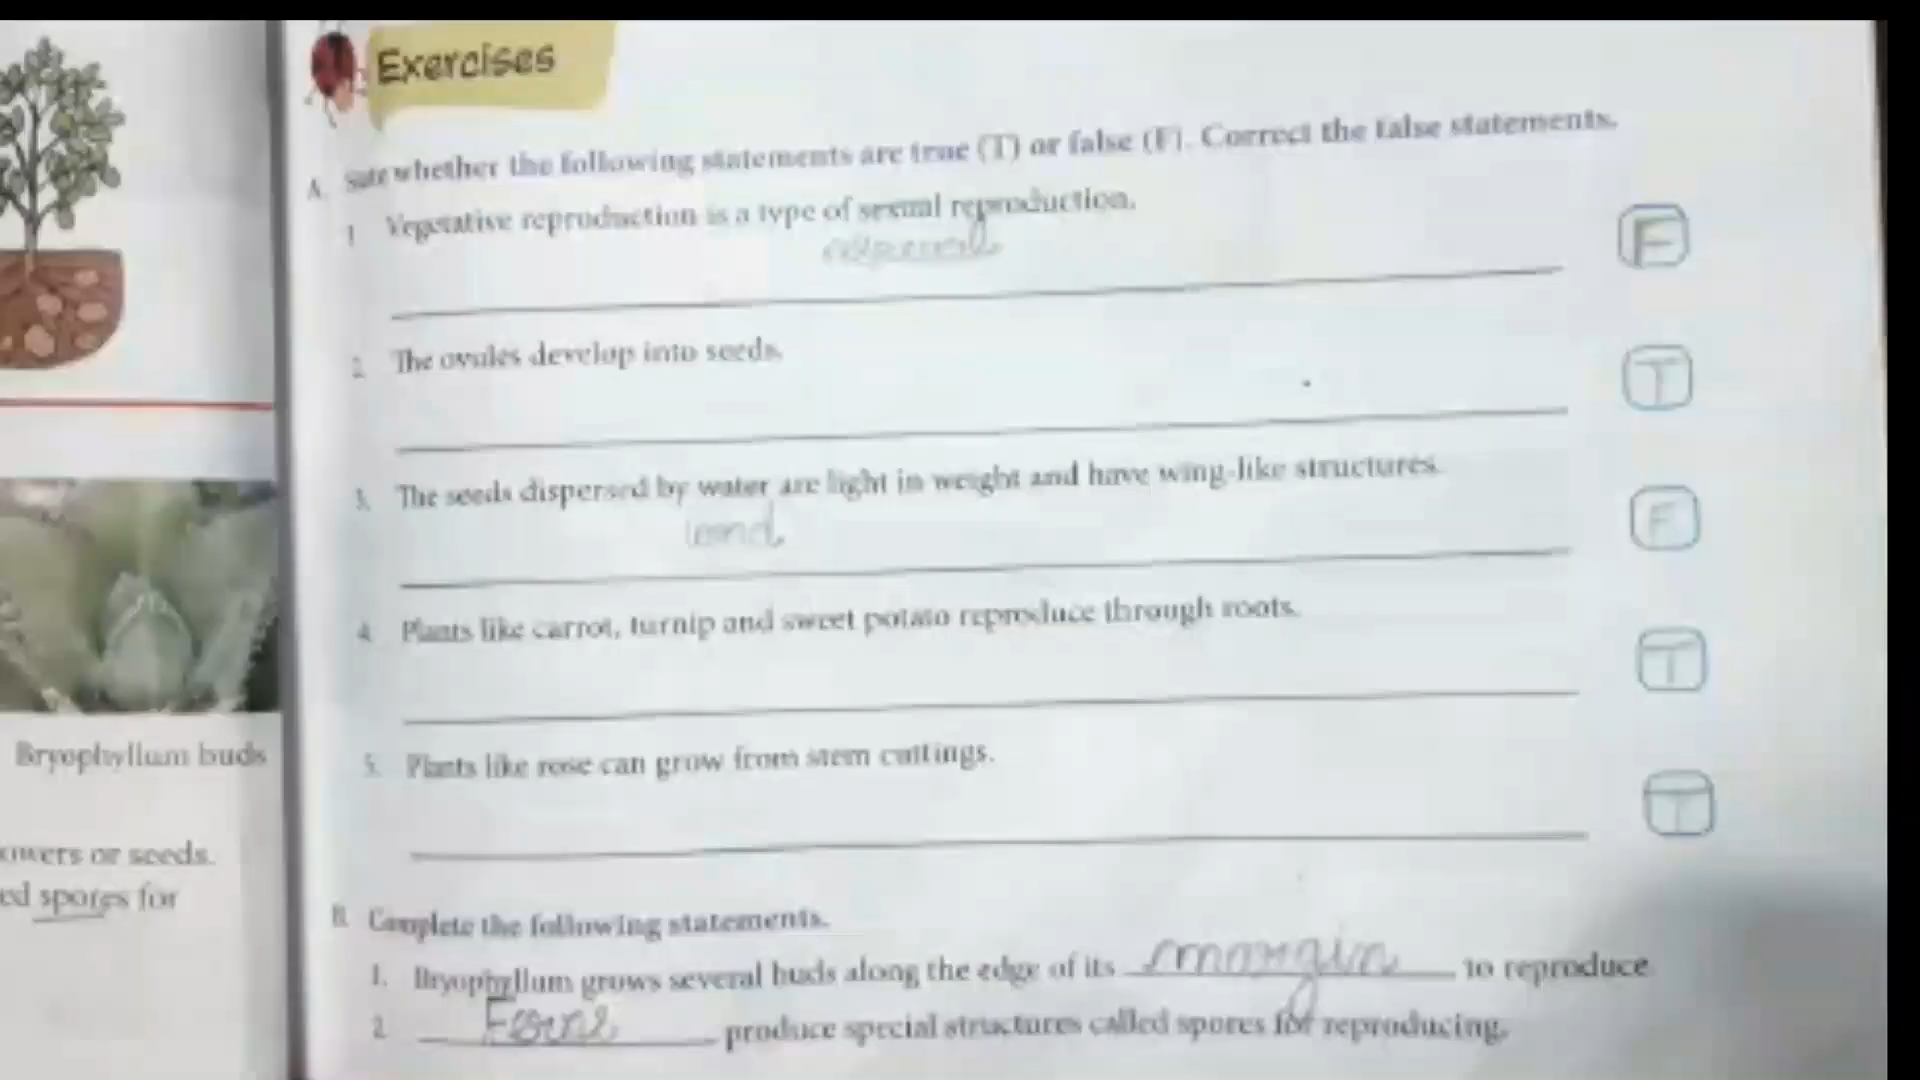 Exercises
A. State whether the following statements are true (T) or false (F). Correct the false statements.
1. Vegetative reproduction is a type of sexual reproduction.
asexual
F
2. The ovules develop into seeds.
T
3. The seeds dispersed by water are light in weight and have wing-like structures.
wind
F
4. Plants like carrot, turnip and sweet potato reproduce through roots.
T
5. Plants like rose can grow from stem cuttings.
T
B. Complete the following statements.
1. Bryophyllum grows several buds along the edge of its margin to reproduce
2. produce special structures called spores for reproducing.
Bryophyllum buds
owers or seeds.
ed spores for